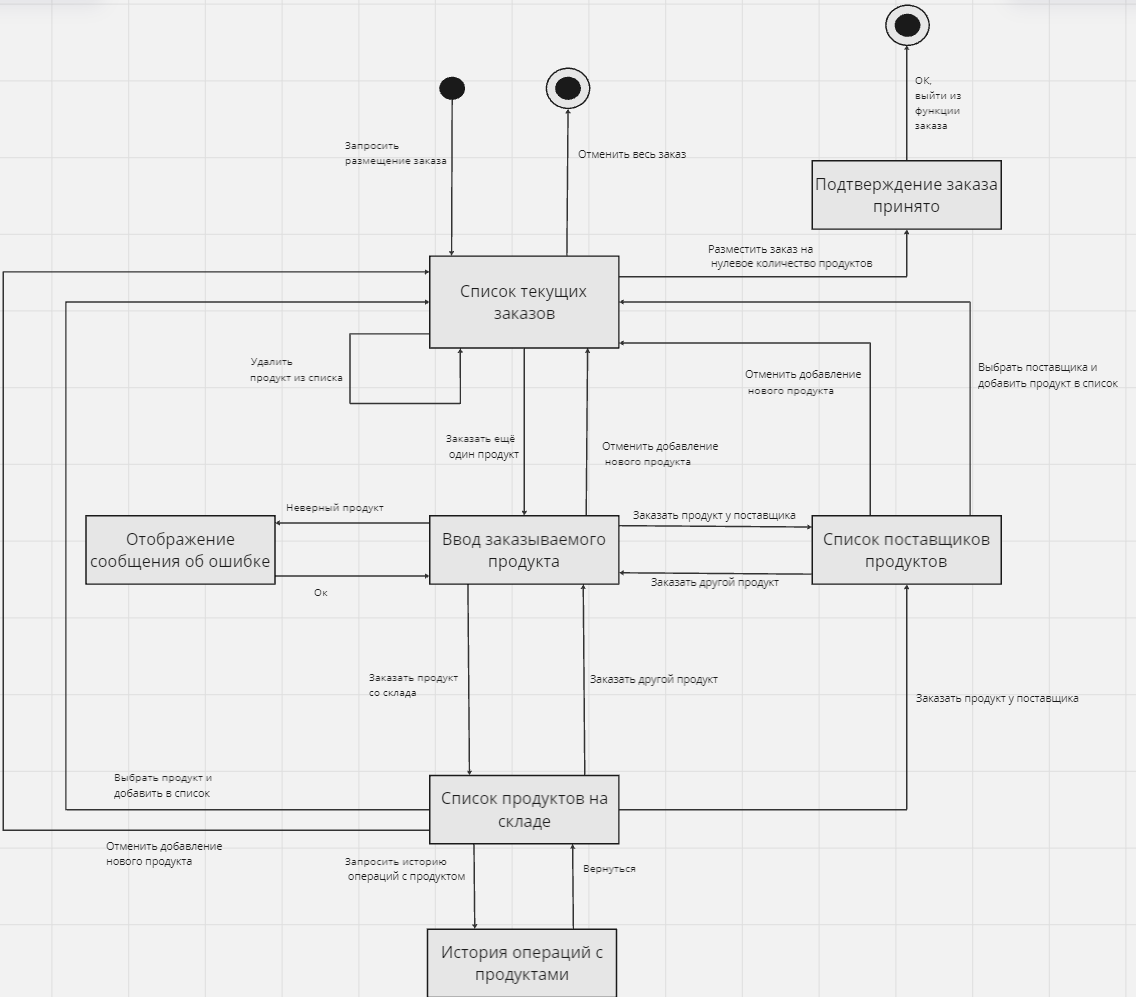 ОК,
выйти из
функции
заказа
Запросить
размещение заказа
Отменить весь заказ
Подтверждение заказа
принято
Разместить заказ на
нулевое количество продуктов
Список текущих
заказов
Удалить
продукт из списка
Отменить добавление
нового продукта
Выбрать поставщика и
добавить продукт в список
Заказать ещё
один продукт
Отменить добавление
нового продукта
Неверный продукт
Заказать продукт у поставщика
Отображение
сообщения об ошибке
Ввод заказываемого
продукта
Список поставщиков
продуктов
Ок
Заказать другой продукт
Заказать продукт
со склада
Заказать другой продукт
Заказать продукт у поставщика
Выбрать продукт и
добавить в список
Список продуктов на
складе
Отменить добавление
нового продукта
Запросить историю
операций с продуктом
Вернуться
История операций с
продуктами